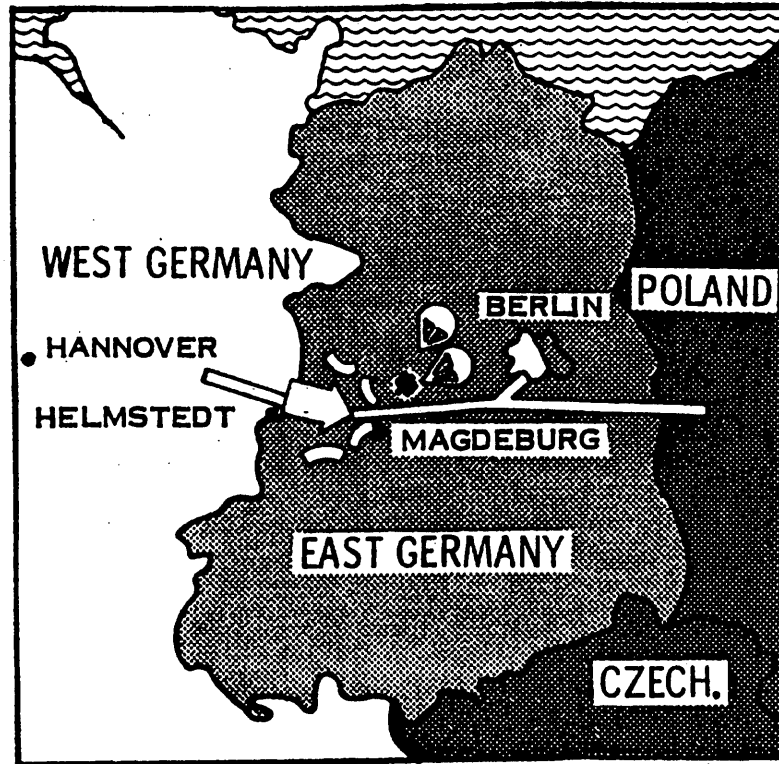 WEST GERMANY
BERLIN
POLAND
HANNOVER
HELMSTEDT
MAGDEBURG
EAST GERMANY
CZECH.